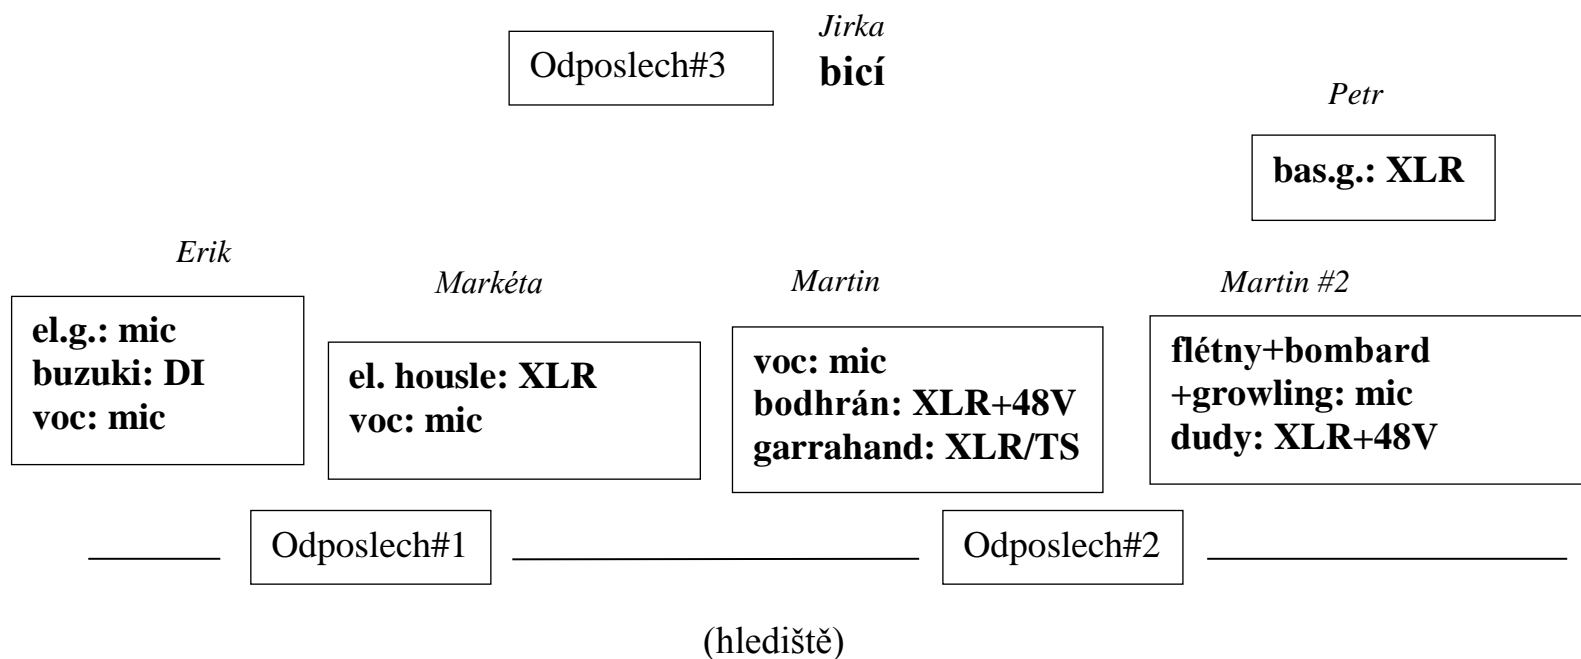 Jirka
Odposlech#3
bicí
Petr
bas.g.: XLR
Erik
el.g.: mic
buzuki: DI
voc: mic
Markéta
el. housle: XLR
voc: mic
Martin
voc: mic
bodhrán: XLR+48V
garrahand: XLR/TS
Martin #2
flétny+bombard
+growling: mic
dudy: XLR+48V
Odposlech#1
Odposlech#2
(hlediště)